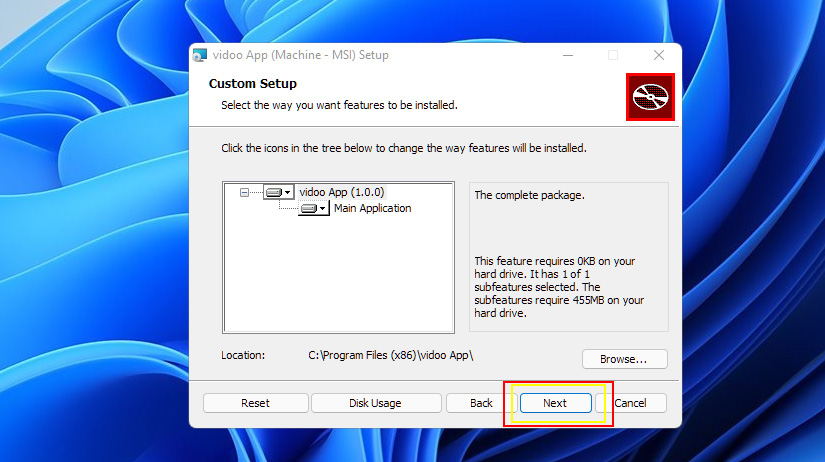 vidoo App (Machine - MSI) Setup
Custom Setup
Select the way you want features to be installed.
Click the icons in the tree below to change the way features will be installed.
vidoo App (1.0.0)
Main Application
The complete package.
This feature requires 0KB on your
hard drive. It has 1 of 1
subfeatures selected. The
subfeatures require 455MB on your
hard drive.
Location: C:\Program Files (x86)\vidoo App\
Browse...
Reset Disk Usage Back Next Cancel